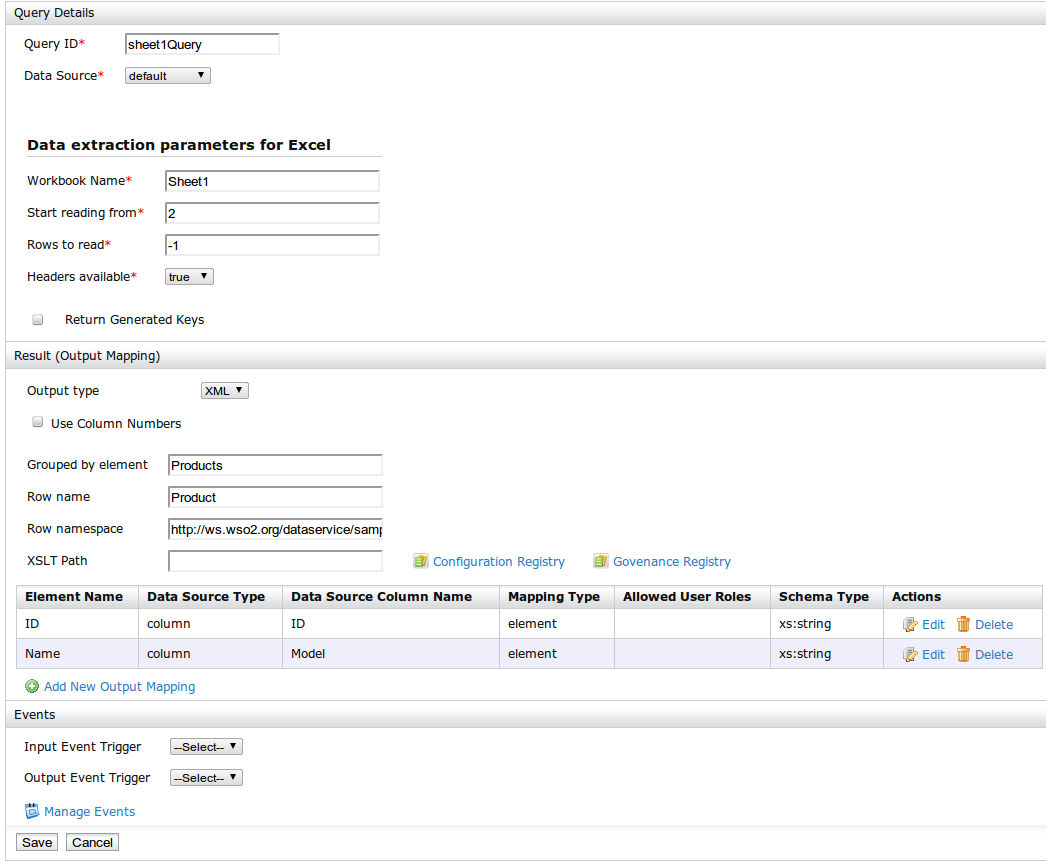 Query Details
Query ID* sheet1Query
Data Source* default
Data extraction parameters for Excel
Workbook Name* Sheet1
Start reading from* 2
Rows to read* -1
Headers available* true
Return Generated Keys
Result (Output Mapping)
Output type XML
Use Column Numbers
Grouped by element Products
Row name Product
Row namespace http://ws.wso2.org/dataservice/samp
XSLT Path Configuration Registry Govenance Registry
Element Name Data Source Type Data Source Column Name Mapping Type Allowed User Roles Schema Type Actions
ID column ID element xs:string Edit Delete
Name column Model element xs:string Edit Delete
Add New Output Mapping
Events
Input Event Trigger --Select--
Output Event Trigger --Select--
Manage Events
Save Cancel